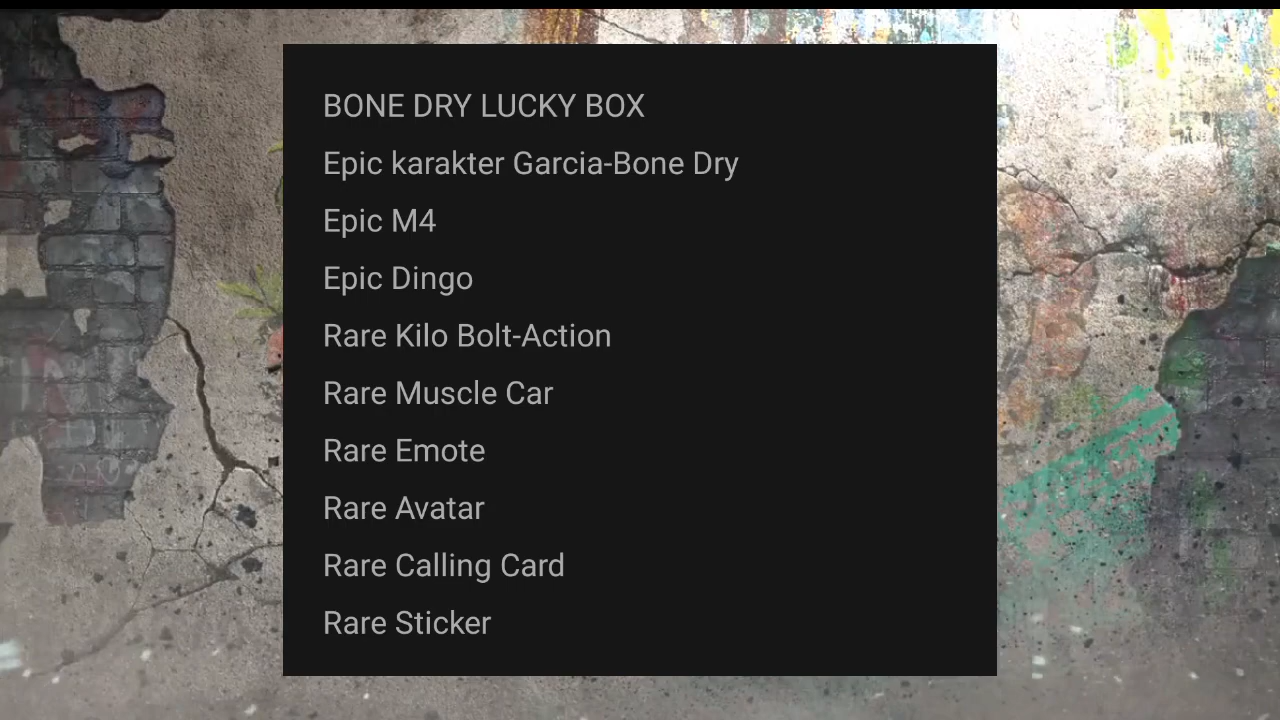 BONE DRY LUCKY BOX
Epic karakter Garcia-Bone Dry
Epic M4
Epic Dingo
Rare Kilo Bolt-Action
Rare Muscle Car
Rare Emote
Rare Avatar
Rare Calling Card
Rare Sticker